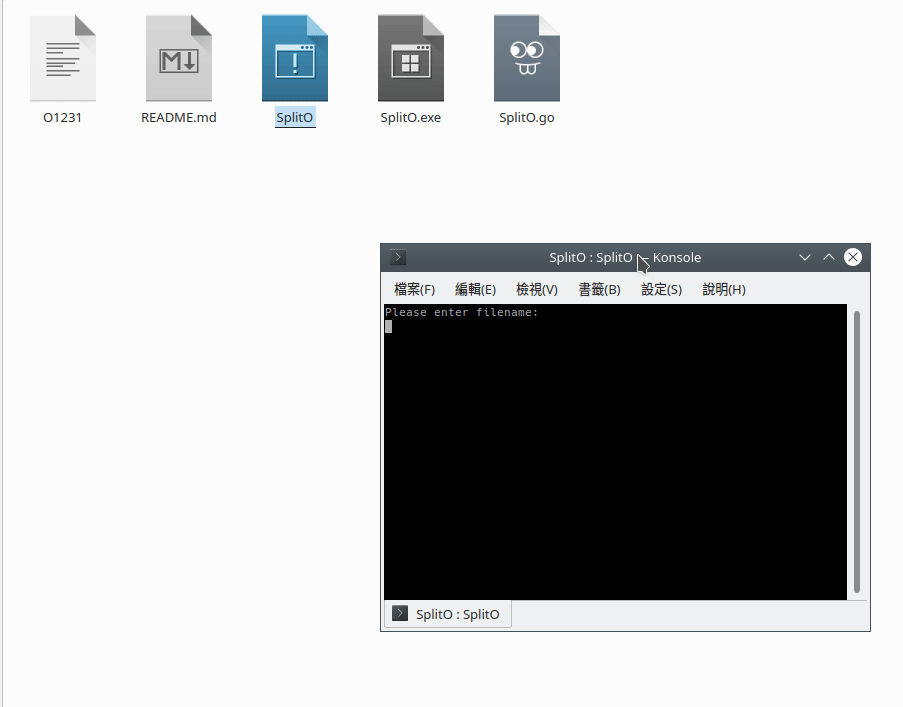 O1231
README.md
SplitO
SplitO.exe
SplitO.go
SplitO : SplitO — Konsole
檔案(F) 編輯(E) 檢視(V) 書籤(B) 設定(S) 說明(H)
Please enter filename:
SplitO : SplitO